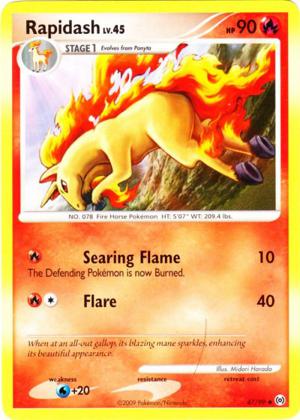 Rapidash LV.45 HP 90
STAGE 1 Evolves from Ponyta
NO. 078 Fire Horse Pokémon HT: 5'07" WT: 209.4 lbs.
Searing Flame 10
The Defending Pokémon is now Burned.
Flare 40
When at an all-out gallop, its blazing mane sparkles, enhancing
its beautiful appearance.
Illus. Midori Harada
weakness resistance retreat cost
+20
©2009 Pokémon/Nintendo 47/99